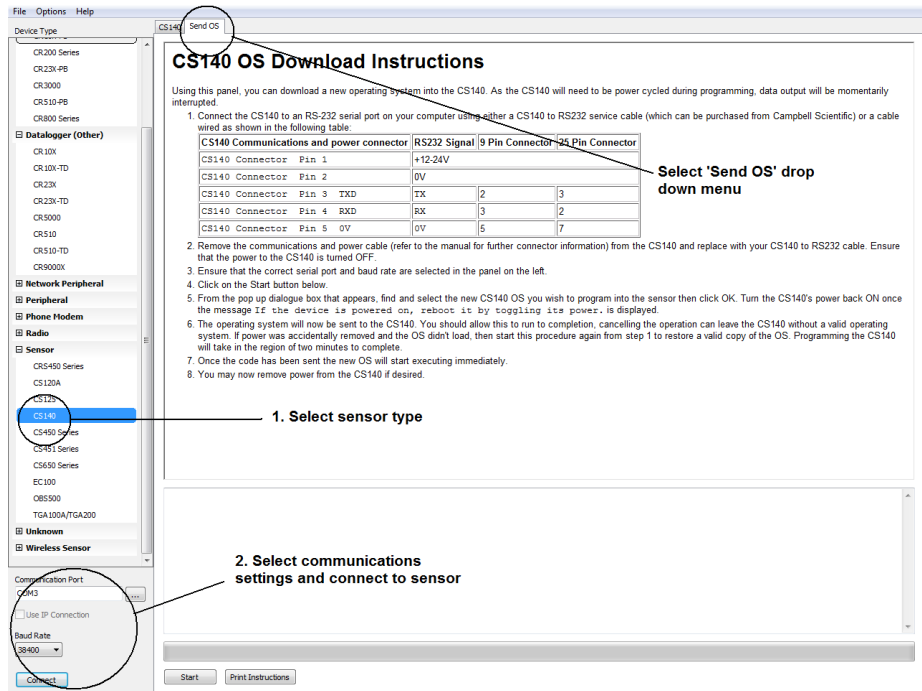 File Options Help
Device Type
CS140 Send OS
CR200 Series
CR23X-PB
CR3000
CR510-PB
CR800 Series
Datalogger (Other)
CR10X
CR10X-TD
CR23X
CR23X-TD
CR5000
CR510
CR510-TD
CR9000X
Network Peripheral
Peripheral
Phone Modem
Radio
Sensor
CRS450 Series
CS120A
CS125
CS140
CS450 Series
CS451 Series
CS650 Series
EC100
OBS500
TGA100A/TGA200
Unknown
Wireless Sensor
Communication Port
COM3
...
Use IP Connection
Baud Rate
38400
Connect
CS140 OS Download Instructions
Using this panel, you can download a new operating system into the CS140. As the CS140 will need to be power cycled during programming, data output will be momentarily
interrupted.
1. Connect the CS140 to an RS-232 serial port on your computer using either a CS140 to RS232 service cable (which can be purchased from Campbell Scientific) or a cable
wired as shown in the following table:
CS140 Communications and power connector RS232 Signal 9 Pin Connector 25 Pin Connector
CS140 Connector Pin 1 +12-24V
CS140 Connector Pin 2 0V
CS140 Connector Pin 3 TXD TX 2 3
CS140 Connector Pin 4 RXD RX 3 2
CS140 Connector Pin 5 0V 0V 5 7
2. Remove the communications and power cable (refer to the manual for further connector information) from the CS140 and replace with your CS140 to RS232 cable. Ensure
that the power to the CS140 is turned OFF.
3. Ensure that the correct serial port and baud rate are selected in the panel on the left.
4. Click on the Start button below.
5. From the pop up dialogue box that appears, find and select the new CS140 OS you wish to program into the sensor then click OK. Turn the CS140's power back ON once
the message If the device is powered on, reboot it by toggling its power. is displayed.
6. The operating system will now be sent to the CS140. You should allow this to run to completion, cancelling the operation can leave the CS140 without a valid operating
system. If power was accidentally removed and the OS didn't load, then start this procedure again from step 1 to restore a valid copy of the OS. Programming the CS140
will take in the region of two minutes to complete.
7. Once the code has been sent the new OS will start executing immediately.
8. You may now remove power from the CS140 if desired.
Select 'Send OS' drop
down menu
1. Select sensor type
2. Select communications
settings and connect to sensor
Start Print Instructions